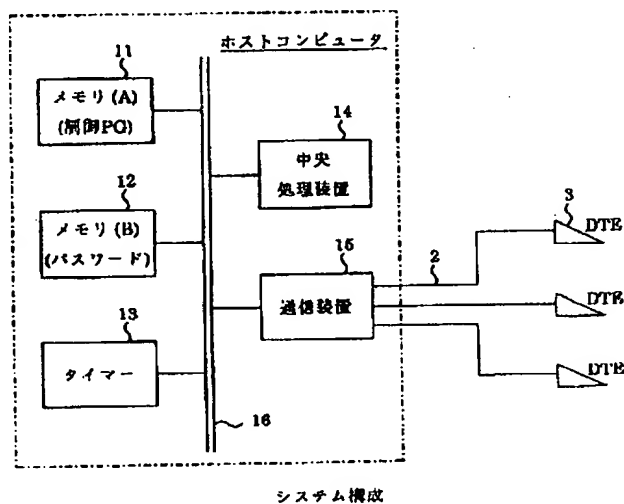 ホストコンピュータ
11
メモリ(A)
(制御PG)
14
中央
処理装置
12
メモリ(B)
(パスワード)
3
DTE
15
通信装置
2
DTE
13
タイマー
DTE
16
システム構成